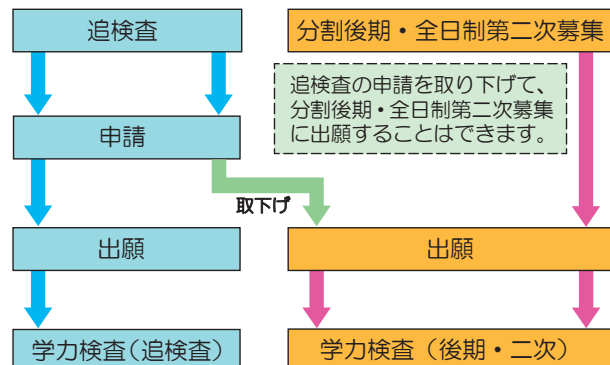 追検査
分割後期・全日制第二次募集
追検査の申請を取り下げて、
分割後期・全日制第二次募集
に出願することはできます。
申請
取下げ
出願
出願
学力検査(追検査)
学力検査（後期・二次）